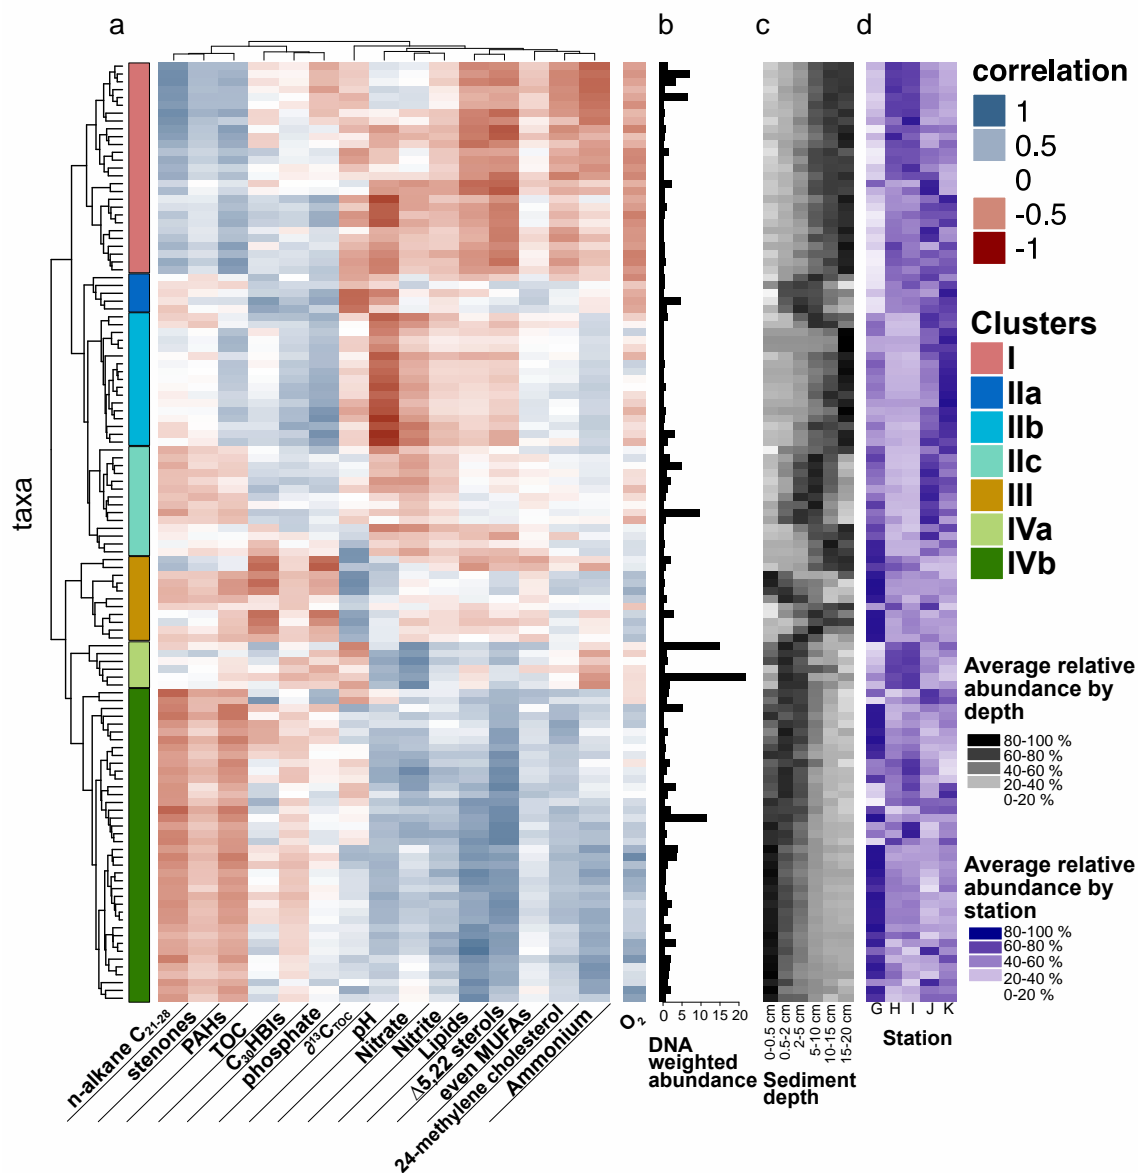 a
b
c
d
taxa
correlation
1
0.5
0
-0.5
-1
Clusters
I
IIa
IIb
IIc
III
IVa
IVb
Average relative
abundance by
depth
80-100 %
60-80 %
40-60 %
20-40 %
0-20 %
Average relative
abundance by
station
80-100 %
60-80 %
40-60 %
20-40 %
0-20 %
n-alkane C21-28
stenones
PAHs
TOC
C30HBIs
phosphate
∂13CTOC
pH
Nitrate
Nitrite
Lipids
Δ5,22 sterols
even MUFAs
24-methylene cholesterol
Ammonium
O2
0 5 10 15 20
DNA
weighted
abundance
0-0.5 cm
0.5-2 cm
2-5 cm
5-10 cm
10-15 cm
15-20 cm
Sediment
depth
G H I J K
Station